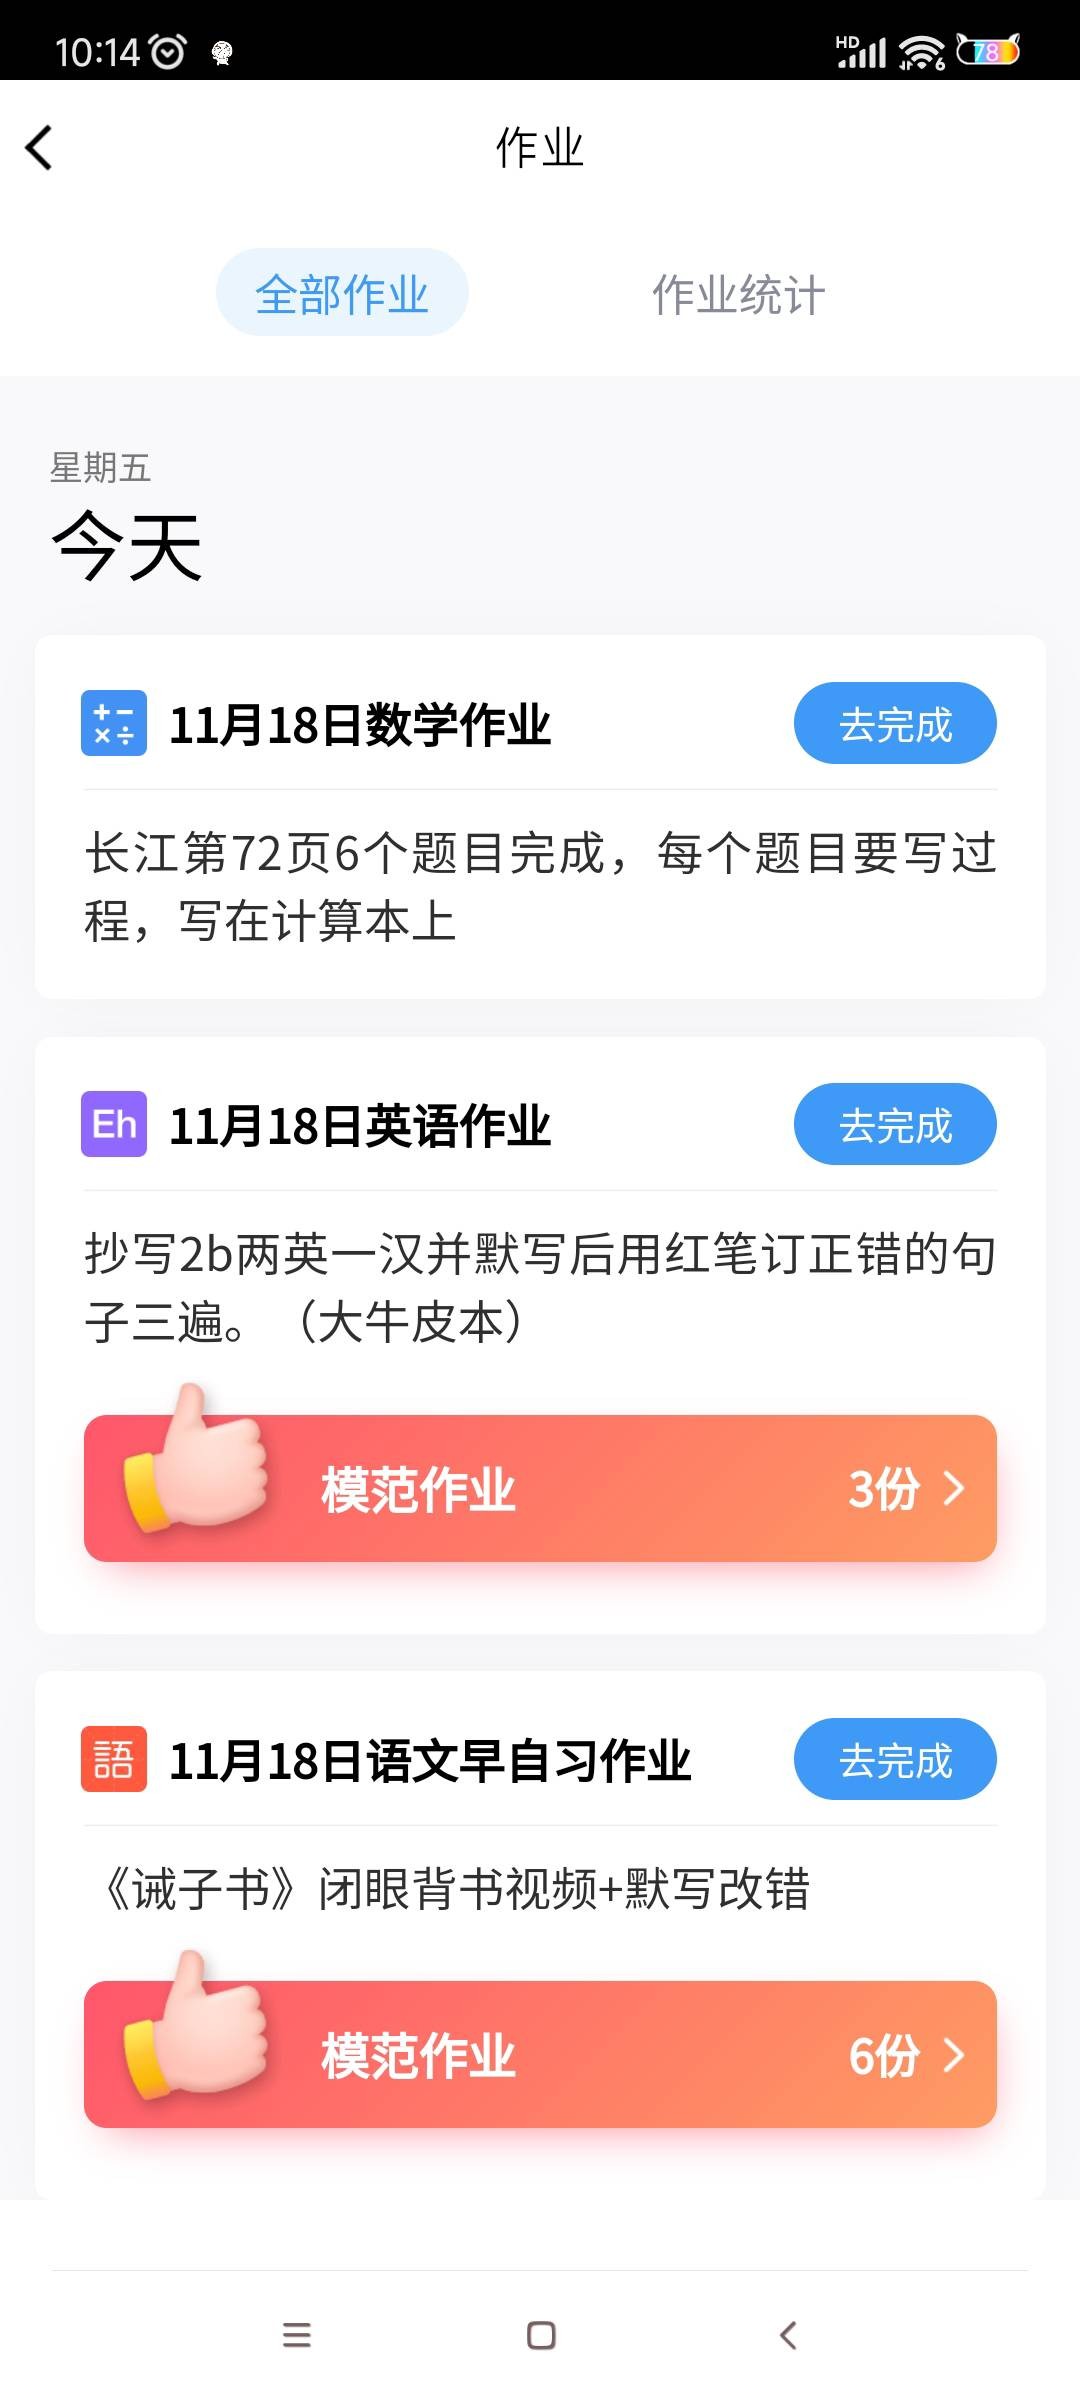 10:14
HD
6
78
作业
全部作业
作业统计
星期五
今天
11月18日数学作业
去完成
长江第72页6个题目完成，每个题目要写过
程，写在计算本上
Eh
11月18日英语作业
去完成
抄写2b两英一汉并默写后用红笔订正错的句
子三遍。（大牛皮本）
模范作业
3份
語
11月18日语文早自习作业
去完成
《诫子书》闭眼背书视频+默写改错
模范作业
6份